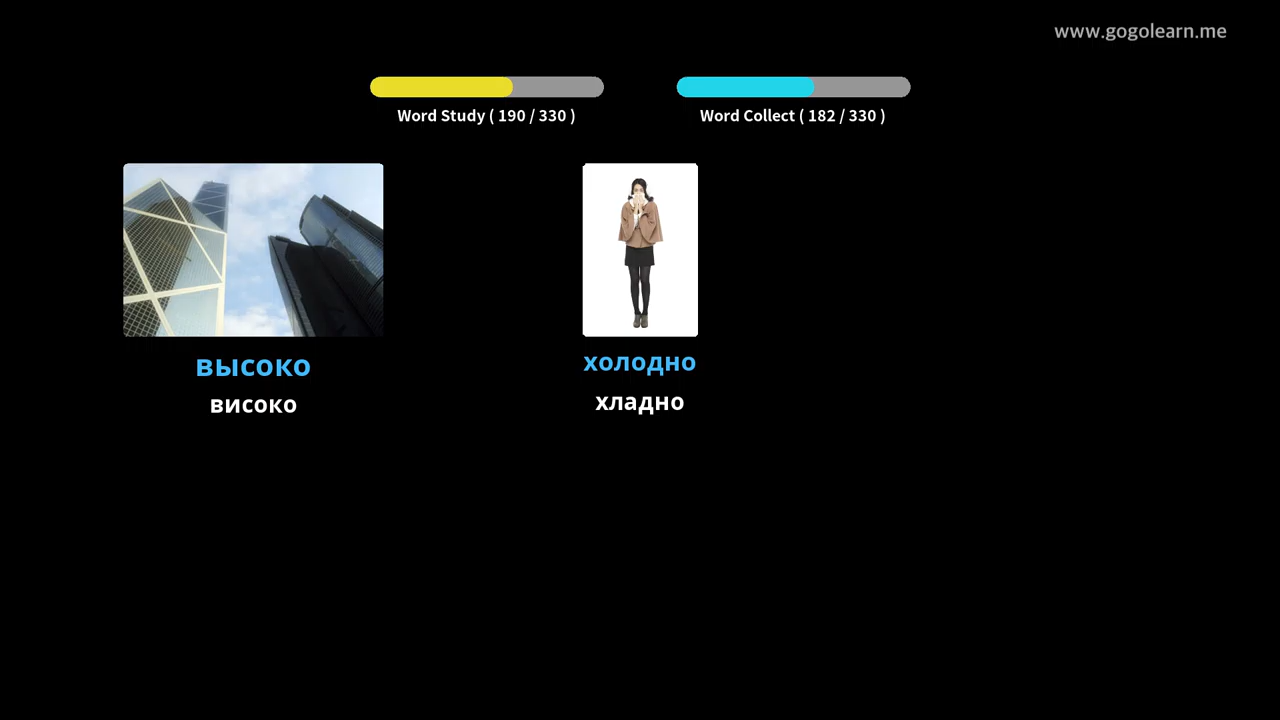 www.gogolearn.me
Word Study ( 190 / 330 )
Word Collect ( 182 / 330 )
высоко
високо
холодно
хладно